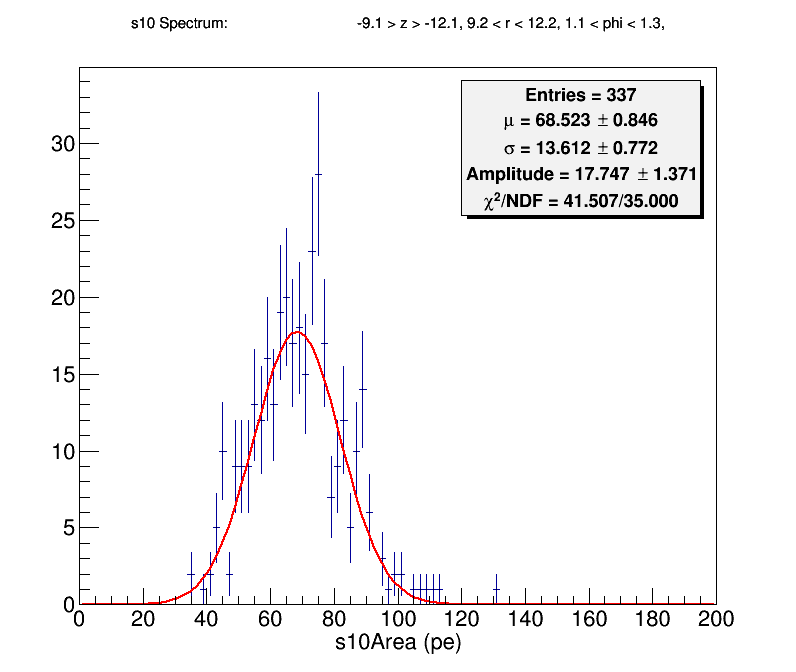 s10 Spectrum: -9.1 > z > -12.1, 9.2 < r < 12.2, 1.1 < phi < 1.3,
Entries = 337
μ = 68.523 ± 0.846
σ = 13.612 ± 0.772
Amplitude = 17.747 ± 1.371
χ²/NDF = 41.507/35.000
30
25
20
15
10
5
0
0 20 40 60 80 100 120 140 160 180 200
s10Area (pe)